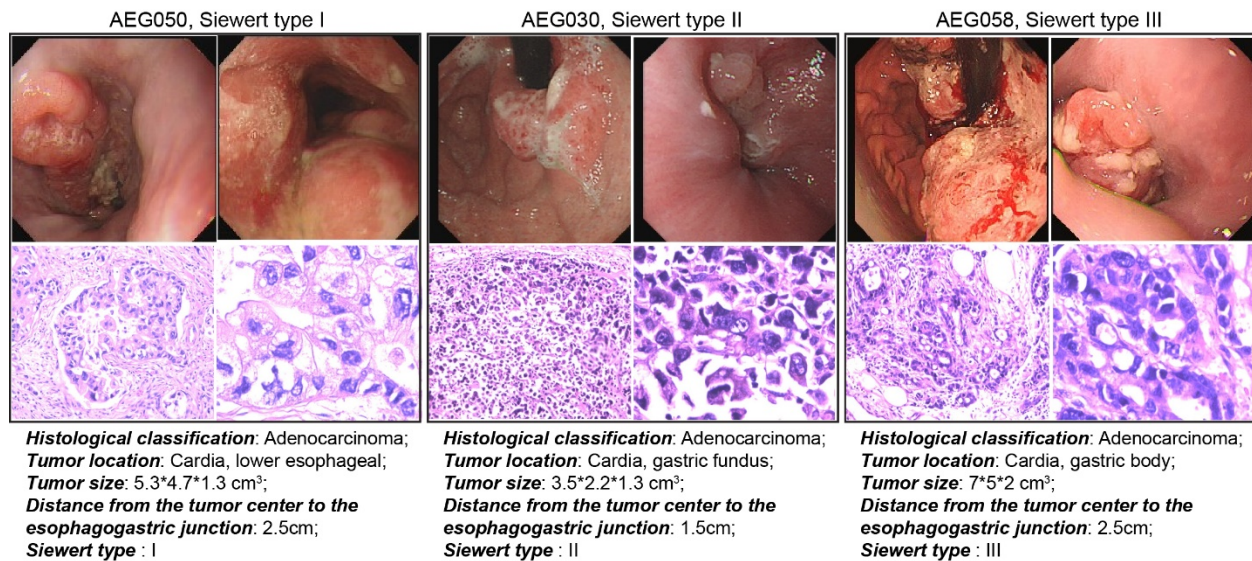 AEG050, Siewert type I
Histological classification: Adenocarcinoma;
Tumor location: Cardia, lower esophageal;
Tumor size: 5.3*4.7*1.3 cm³;
Distance from the tumor center to the
esophagogastric junction: 2.5cm;
Siewert type : I
AEG030, Siewert type II
Histological classification: Adenocarcinoma;
Tumor location: Cardia, gastric fundus;
Tumor size: 3.5*2.2*1.3 cm³;
Distance from the tumor center to the
esophagogastric junction: 1.5cm;
Siewert type : II
AEG058, Siewert type III
Histological classification: Adenocarcinoma;
Tumor location: Cardia, gastric body;
Tumor size: 7*5*2 cm³;
Distance from the tumor center to the
esophagogastric junction: 2.5cm;
Siewert type : III